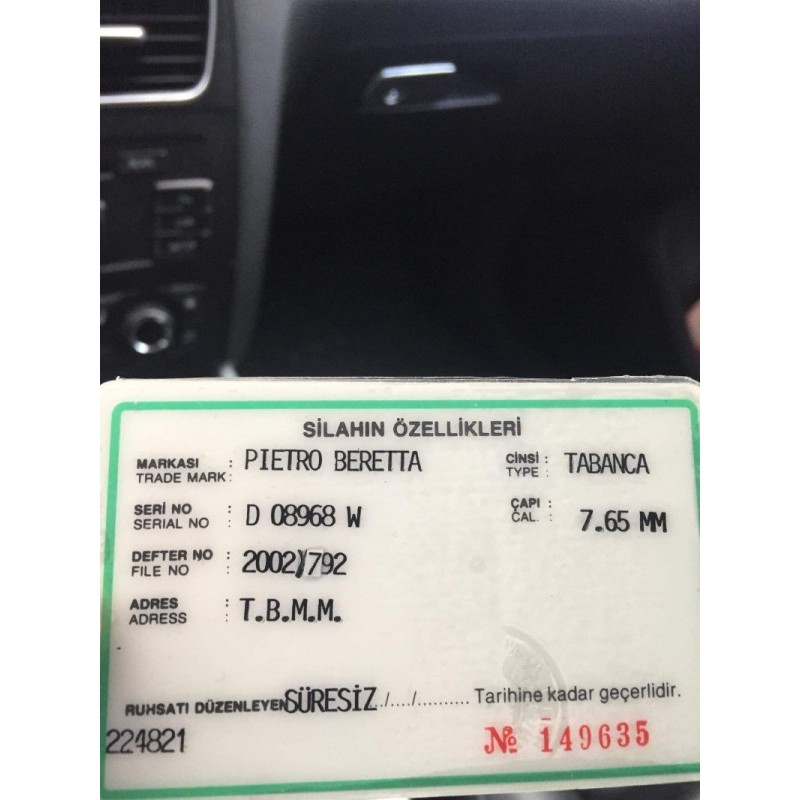 SİLAHIN ÖZELLİKLERİ
MARKASI : PIETRO BERETTA CİNSİ : TABANCA
TRADE MARK : TYPE :
SERİ NO : D 08968 W ÇAPI : 7.65 MM
SERIAL NO : CAL. :
DEFTER NO : 2002/792
FILE NO :
ADRES : T.B.M.M.
ADRESS :
RUHSATI DÜZENLEYEN SÜRESİZ ./..../.......... Tarihine kadar geçerlidir.
224821 № 149635